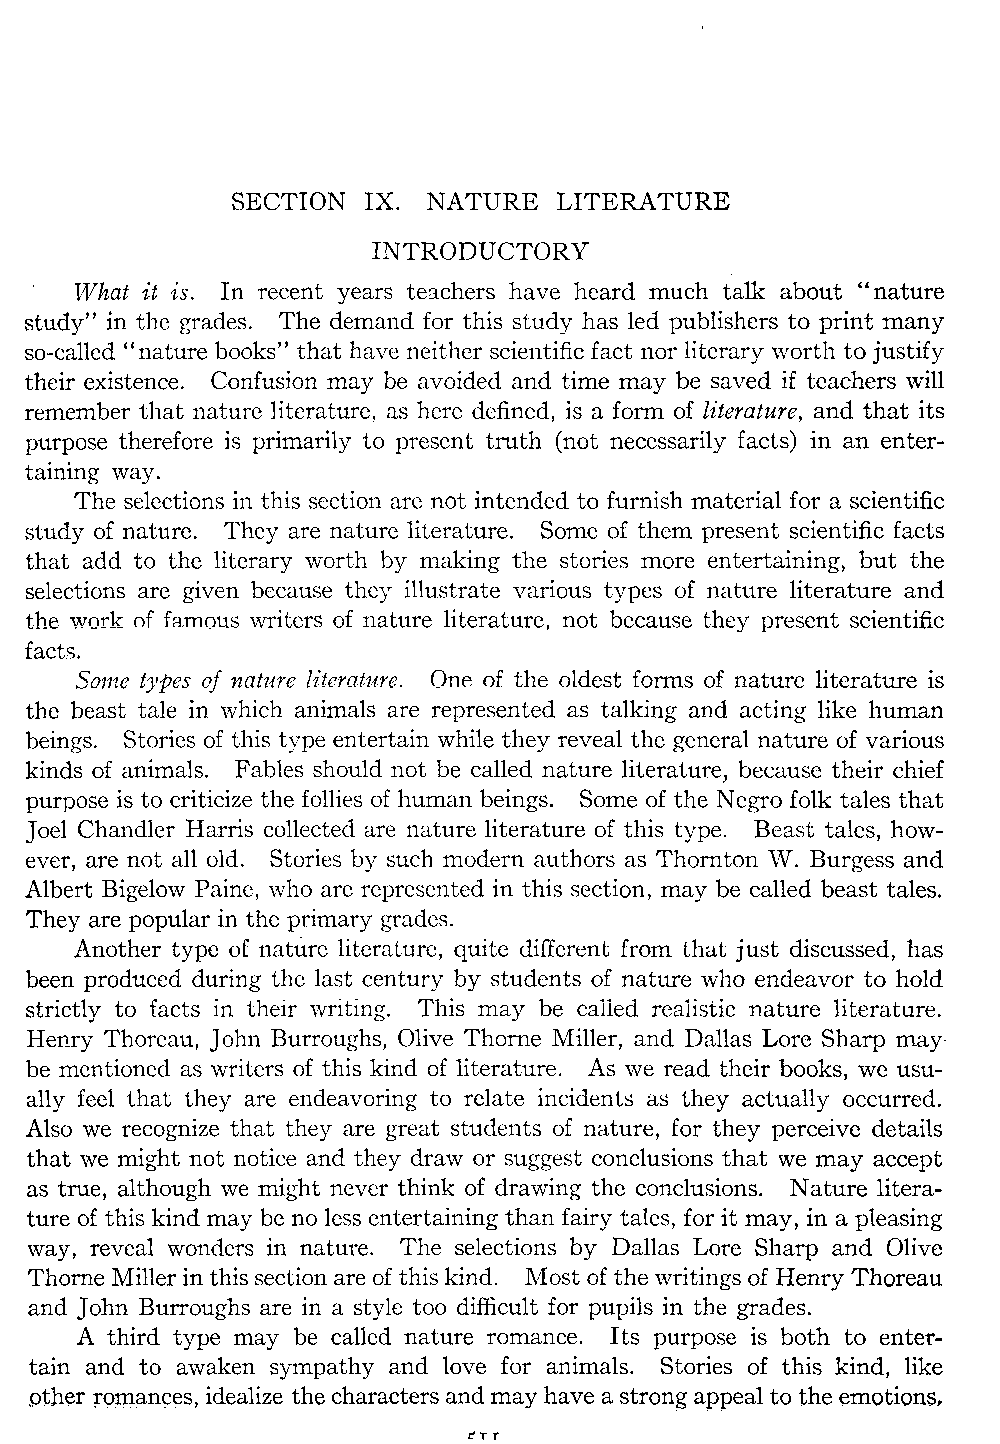 SECTION IX. NATURE LITERATURE
INTRODUCTORY
What it is. In recent years teachers have heard much talk about "nature
study" in the grades. The demand for this study has led publishers to print many
so-called "nature books" that have neither scientific fact nor literary worth to justify
their existence. Confusion may be avoided and time may be saved if teachers will
remember that nature literature, as here defined, is a form of literature, and that its
purpose therefore is primarily to present truth (not necessarily facts) in an enter-
taining way.
The selections in this section are not intended to furnish material for a scientific
study of nature. They are nature literature. Some of them present scientific facts
that add to the literary worth by making the stories more entertaining, but the
selections are given because they illustrate various types of nature literature and
the work of famous writers of nature literature, not because they present scientific
facts.
Some types of nature literature. One of the oldest forms of nature literature is
the beast tale in which animals are represented as talking and acting like human
beings. Stories of this type entertain while they reveal the general nature of various
kinds of animals. Fables should not be called nature literature, because their chief
purpose is to criticize the follies of human beings. Some of the Negro folk tales that
Joel Chandler Harris collected are nature literature of this type. Beast tales, how-
ever, are not all old. Stories by such modern authors as Thornton W. Burgess and
Albert Bigelow Paine, who are represented in this section, may be called beast tales.
They are popular in the primary grades.
Another type of nature literature, quite different from that just discussed, has
been produced during the last century by students of nature who endeavor to hold
strictly to facts in their writing. This may be called realistic nature literature.
Henry Thoreau, John Burroughs, Olive Thorne Miller, and Dallas Lore Sharp may
be mentioned as writers of this kind of literature. As we read their books, we usu-
ally feel that they are endeavoring to relate incidents as they actually occurred.
Also we recognize that they are great students of nature, for they perceive details
that we might not notice and they draw or suggest conclusions that we may accept
as true, although we might never think of drawing the conclusions. Nature litera-
ture of this kind may be no less entertaining than fairy tales, for it may, in a pleasing
way, reveal wonders in nature. The selections by Dallas Lore Sharp and Olive
Thorne Miller in this section are of this kind. Most of the writings of Henry Thoreau
and John Burroughs are in a style too difficult for pupils in the grades.
A third type may be called nature romance. Its purpose is both to enter-
tain and to awaken sympathy and love for animals. Stories of this kind, like
other romances, idealize the characters and may have a strong appeal to the emotions.
511